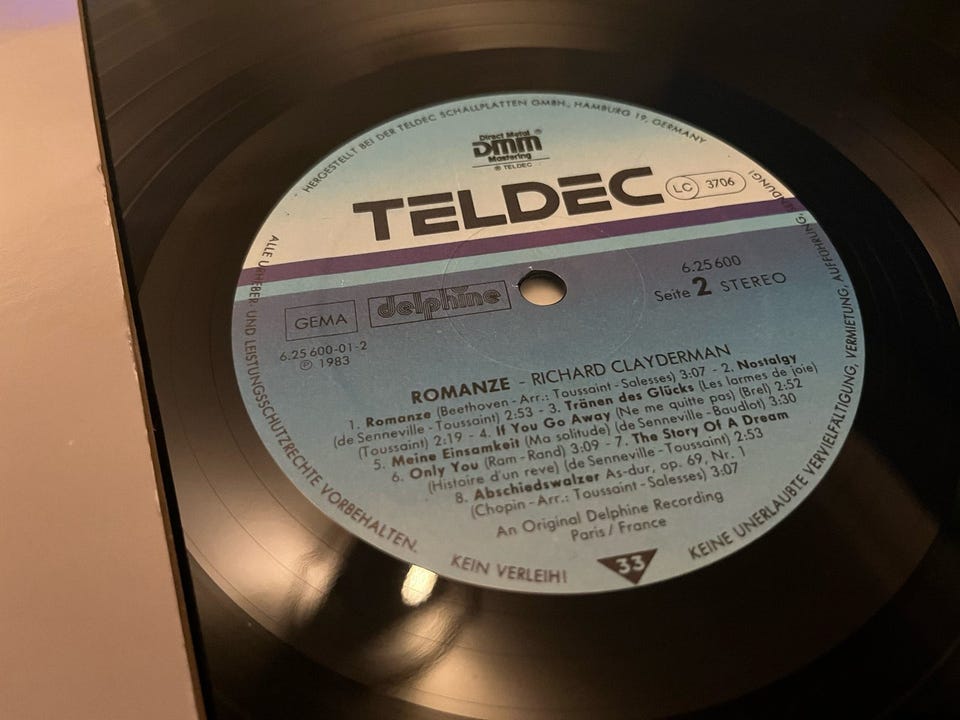 HERGESTELLT BEI DER TELDEC SCHALLPLATTEN GMBH., HAMBURG 19, GERMANY
Direct Metal
DMM ®
Mastering
® TELDEC
TELDEC
LC 3706
6.25 600
Seite 2 STEREO
GEMA
delphine
6.25 600-01-2
℗ 1983
ROMANZE - RICHARD CLAYDERMAN
1. Romanze (Beethoven - Arr.: Toussaint - Salesses) 3:07 - 2. Nostalgy
(de Senneville - Toussaint) 2:53 - 3. Tränen des Glücks (Les larmes de joie)
(Toussaint) 2:19 - 4. If You Go Away (Ne me quitte pas) (Brel) 2:52
5. Meine Einsamkeit (Ma solitude) (de Senneville - Baudlot) 3:30
6. Only You (Ram - Rand) 3:09 - 7. The Story Of A Dream
(Histoire d'un reve) (de Senneville - Toussaint) 2:53
8. Abschiedswalzer As-dur, op. 69, Nr. 1
(Chopin - Arr.: Toussaint - Salesses) 3:07
An Original Delphine Recording
Paris / France
33
ALLE URHEBER- UND LEISTUNGSSCHUTZRECHTE VORBEHALTEN.
KEIN VERLEIH!
KEINE UNERLAUBTE VERVIELFÄLTIGUNG, VERMIETUNG, AUFFÜHRUNG, SENDUNG!